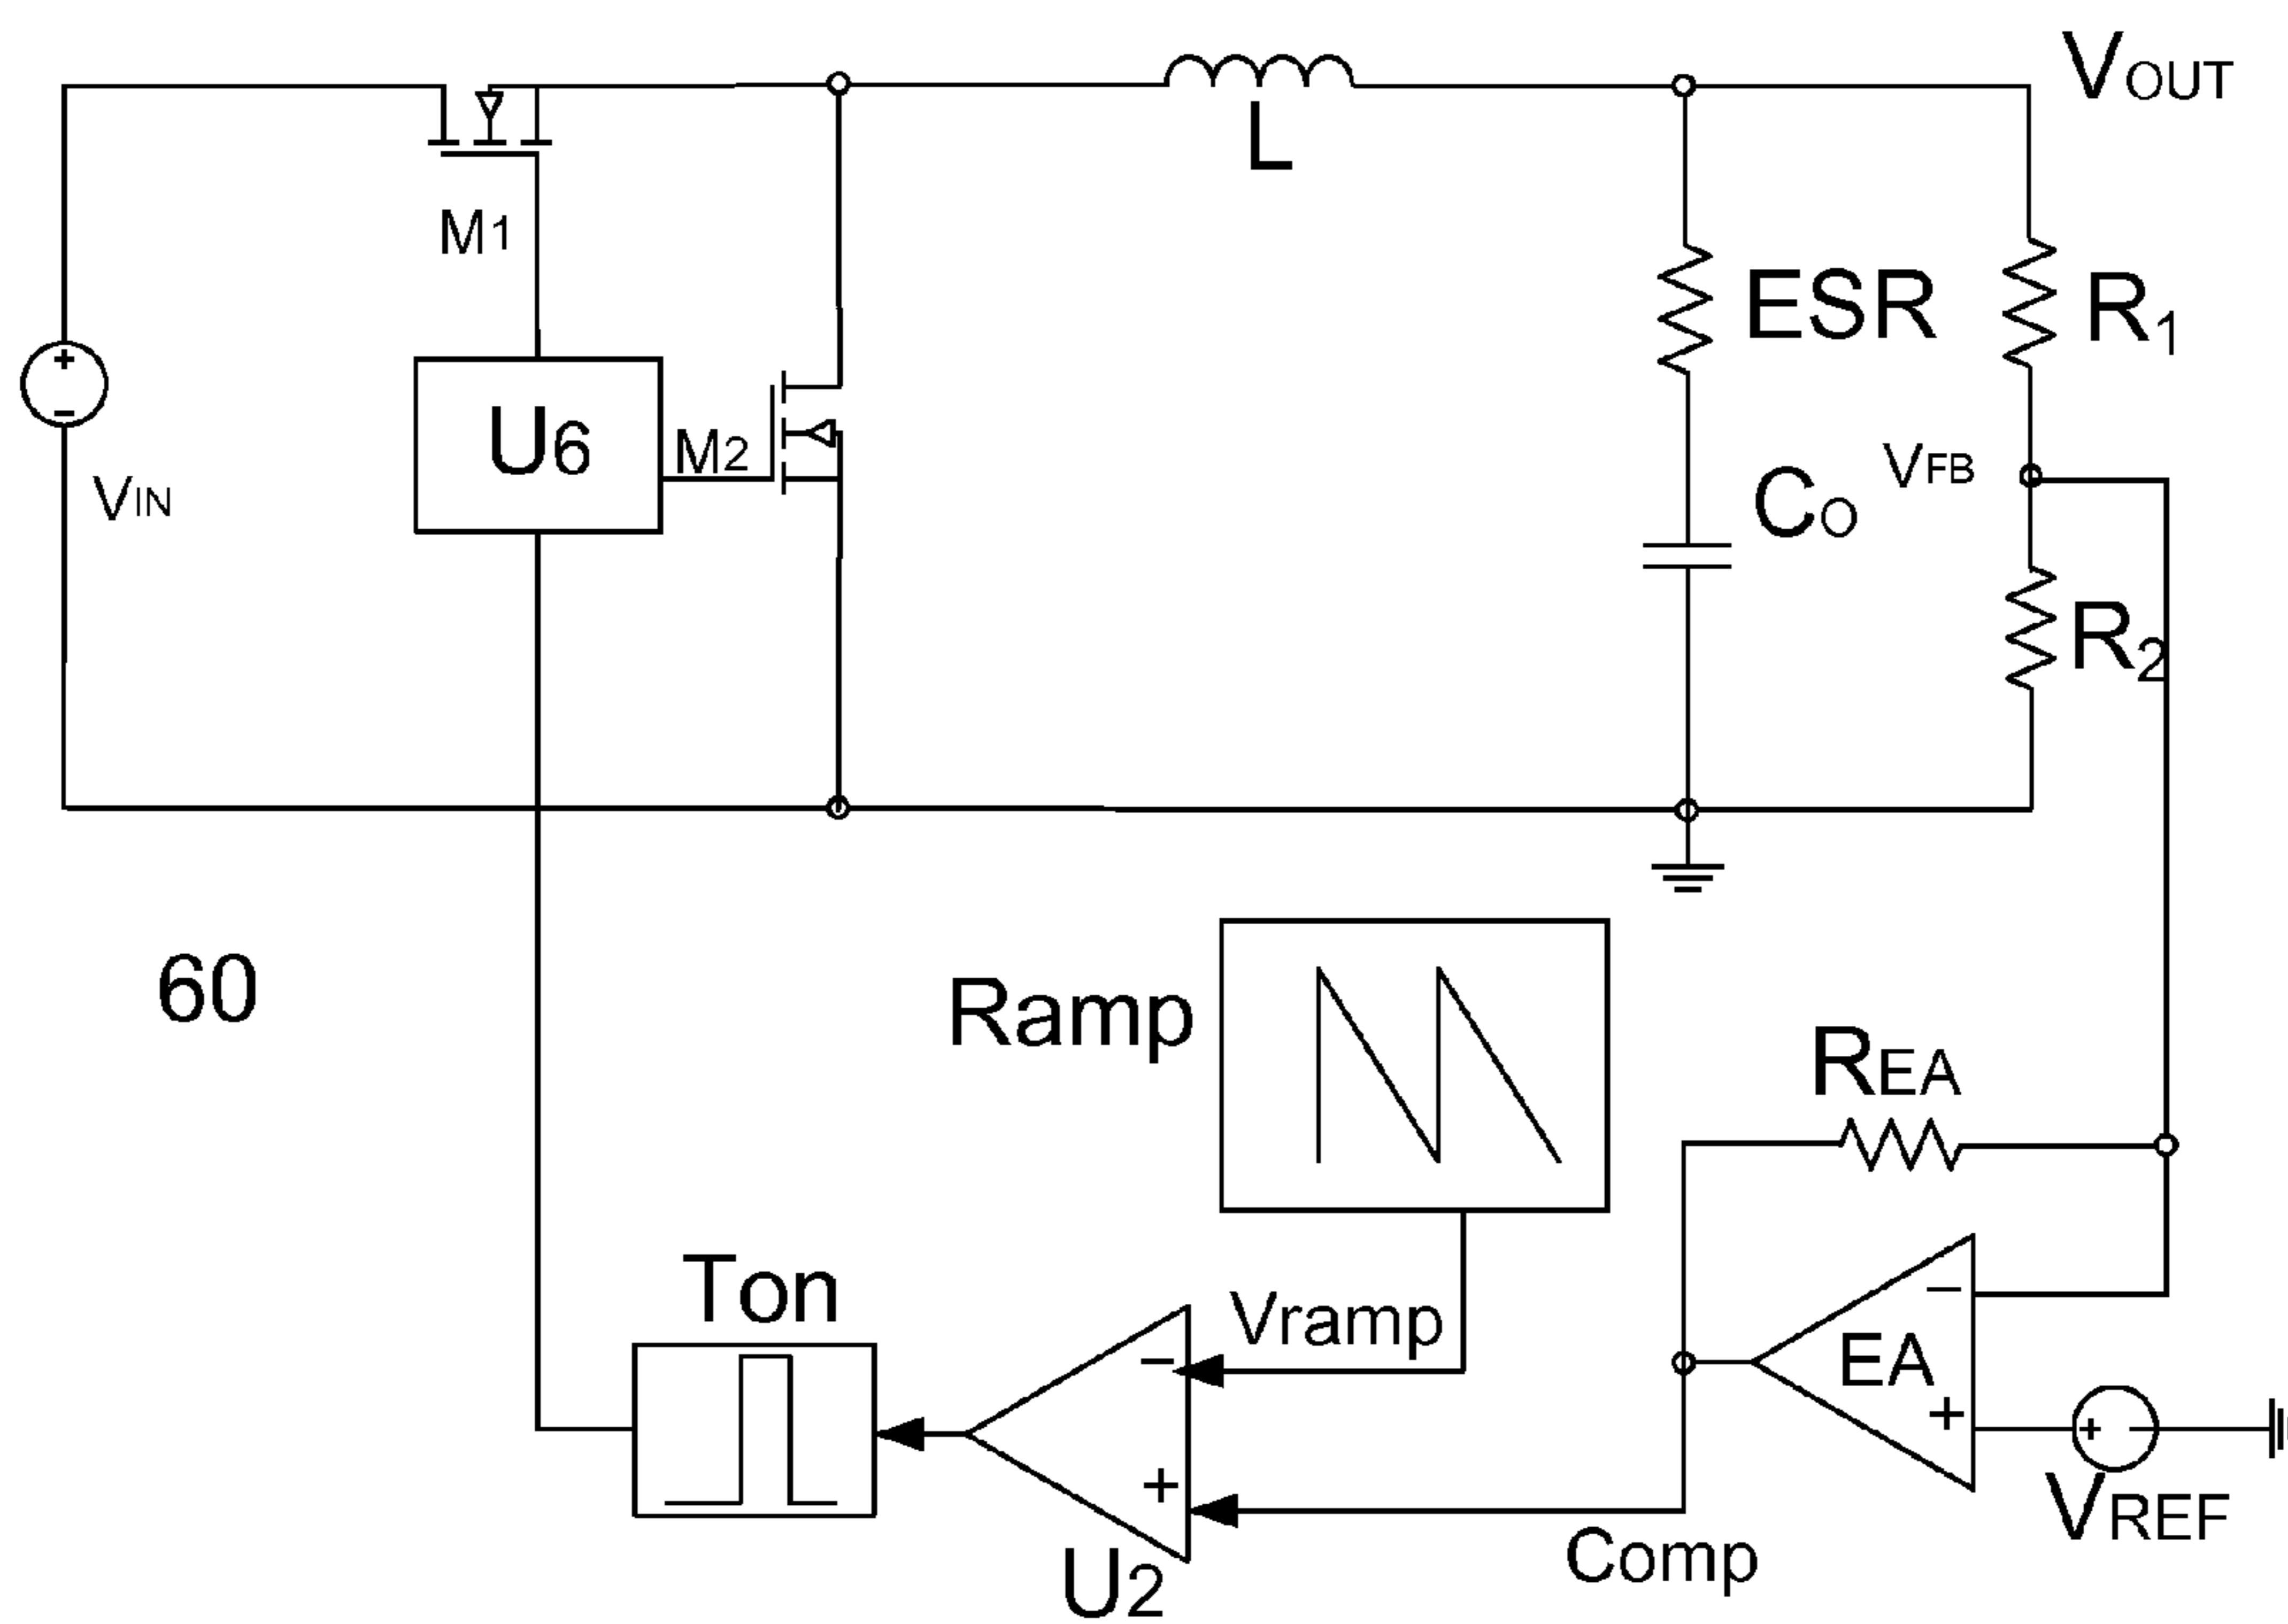 VOUT
L
M1
ESR
R1
U6
M2
VFB
VIN
CO
R2
60
Ramp
REA
Ton
Vramp
EA
VREF
Comp
U2